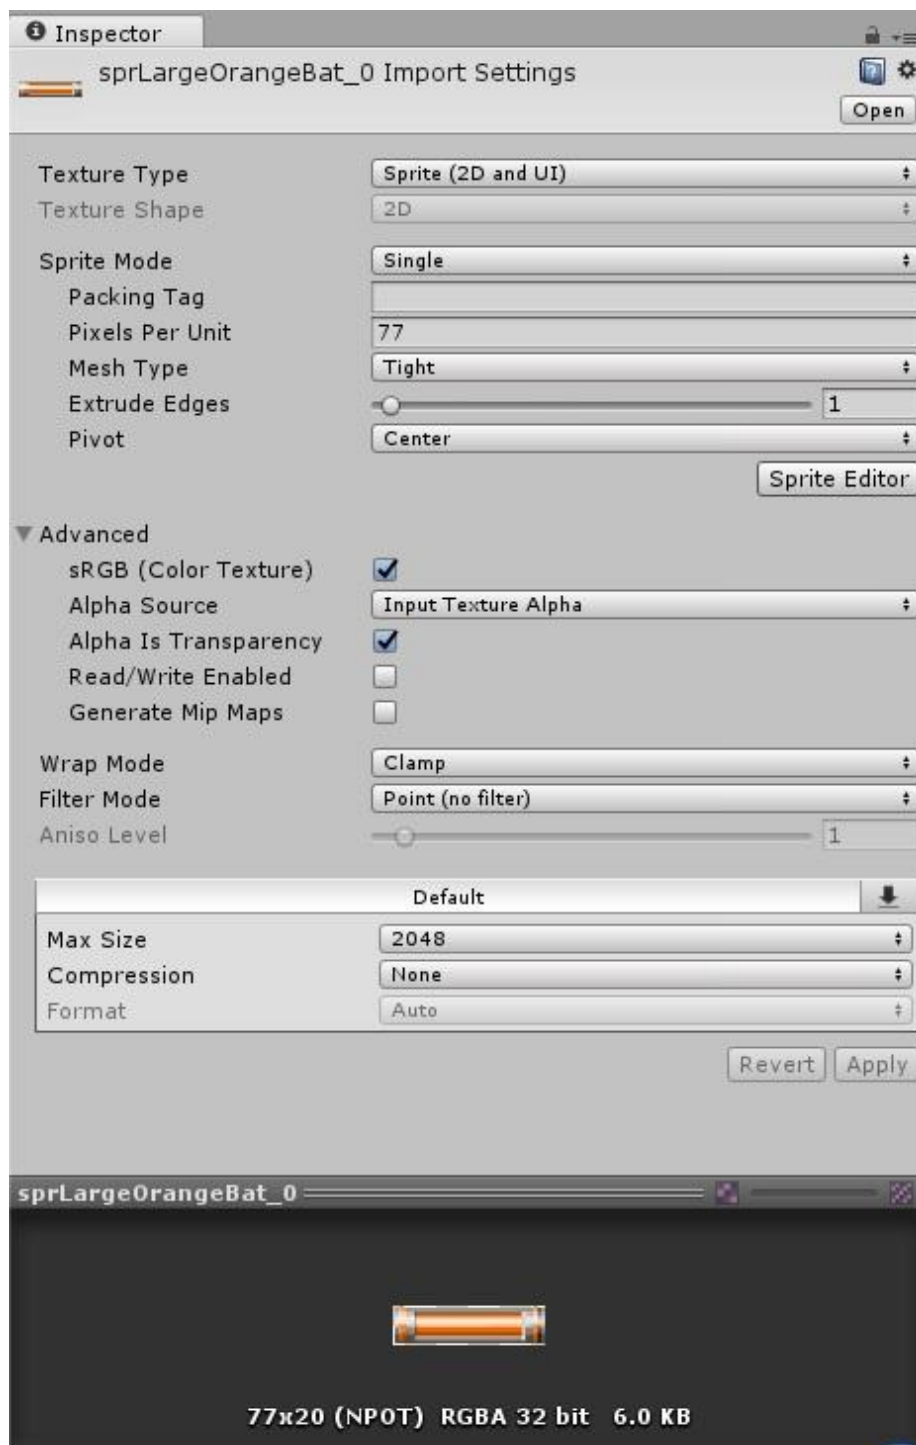 Inspector
sprLargeOrangeBat_0 Import Settings
Open
Texture Type Sprite (2D and UI)
Texture Shape 2D
Sprite Mode Single
Packing Tag
Pixels Per Unit 77
Mesh Type Tight
Extrude Edges 1
Pivot Center
Sprite Editor
Advanced
sRGB (Color Texture)
Alpha Source Input Texture Alpha
Alpha Is Transparency
Read/Write Enabled
Generate Mip Maps
Wrap Mode Clamp
Filter Mode Point (no filter)
Aniso Level 1
Default
Max Size 2048
Compression None
Format Auto
Revert Apply
sprLargeOrangeBat_0
77x20 (NPOT) RGBA 32 bit 6.0 KB